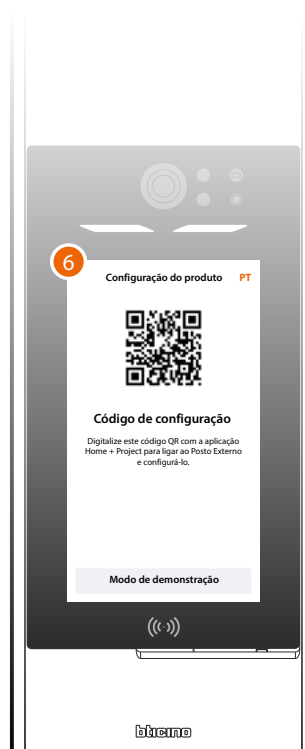 6
Configuração do produto PT
Código de configuração
Digitalize este código QR com a aplicação
Home + Project para ligar ao Posto Externo
e configurá-lo.
Modo de demonstração
bticino